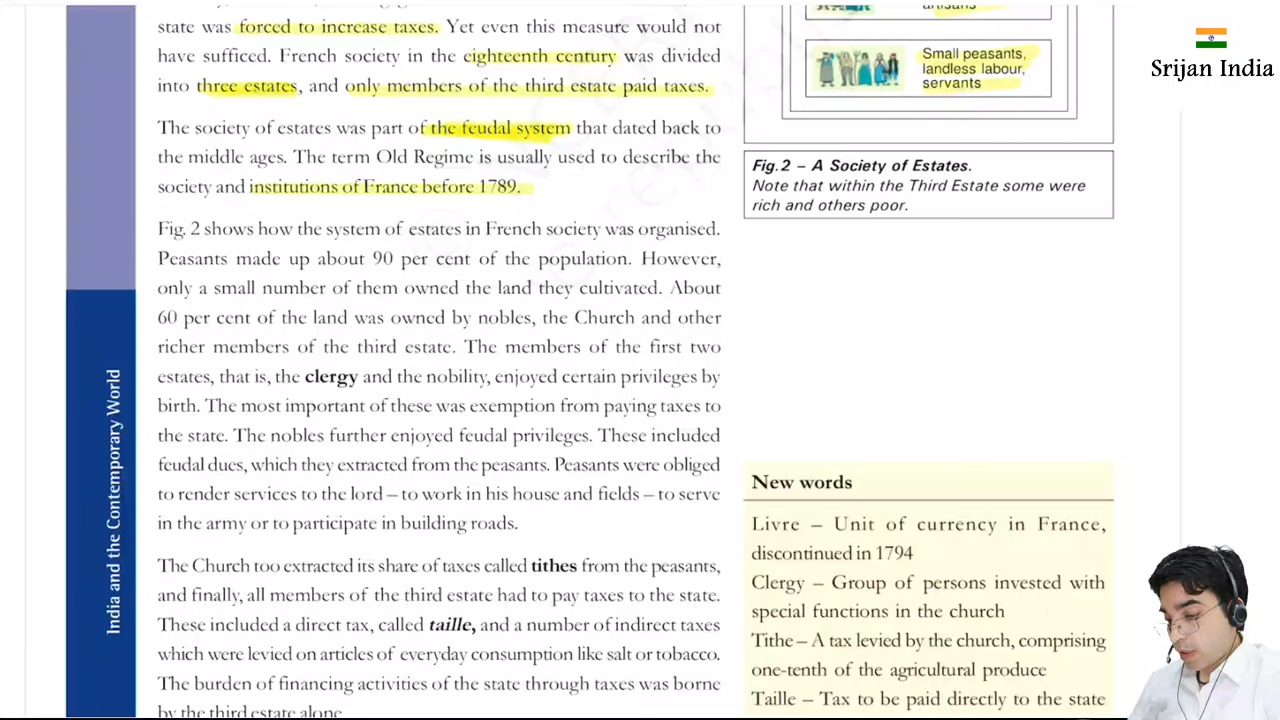 state was forced to increase taxes. Yet even this measure would not
have sufficed. French society in the eighteenth century was divided
into three estates, and only members of the third estate paid taxes.
The society of estates was part of the feudal system that dated back to
the middle ages. The term Old Regime is usually used to describe the
society and institutions of France before 1789.
Fig. 2 shows how the system of estates in French society was organised.
Peasants made up about 90 per cent of the population. However,
only a small number of them owned the land they cultivated. About
60 per cent of the land was owned by nobles, the Church and other
richer members of the third estate. The members of the first two
estates, that is, the clergy and the nobility, enjoyed certain privileges by
birth. The most important of these was exemption from paying taxes to
the state. The nobles further enjoyed feudal privileges. These included
feudal dues, which they extracted from the peasants. Peasants were obliged
to render services to the lord – to work in his house and fields – to serve
in the army or to participate in building roads.
The Church too extracted its share of taxes called tithes from the peasants,
and finally, all members of the third estate had to pay taxes to the state.
These included a direct tax, called taille, and a number of indirect taxes
which were levied on articles of everyday consumption like salt or tobacco.
The burden of financing activities of the state through taxes was borne
by the third estate alone
artisans
Small peasants,
landless labour,
servants
Fig.2 – A Society of Estates.
Note that within the Third Estate some were
rich and others poor.
New words
Livre – Unit of currency in France,
discontinued in 1794
Clergy – Group of persons invested with
special functions in the church
Tithe – A tax levied by the church, comprising
one-tenth of the agricultural produce
Taille – Tax to be paid directly to the state
India and the Contemporary World
Srijan India